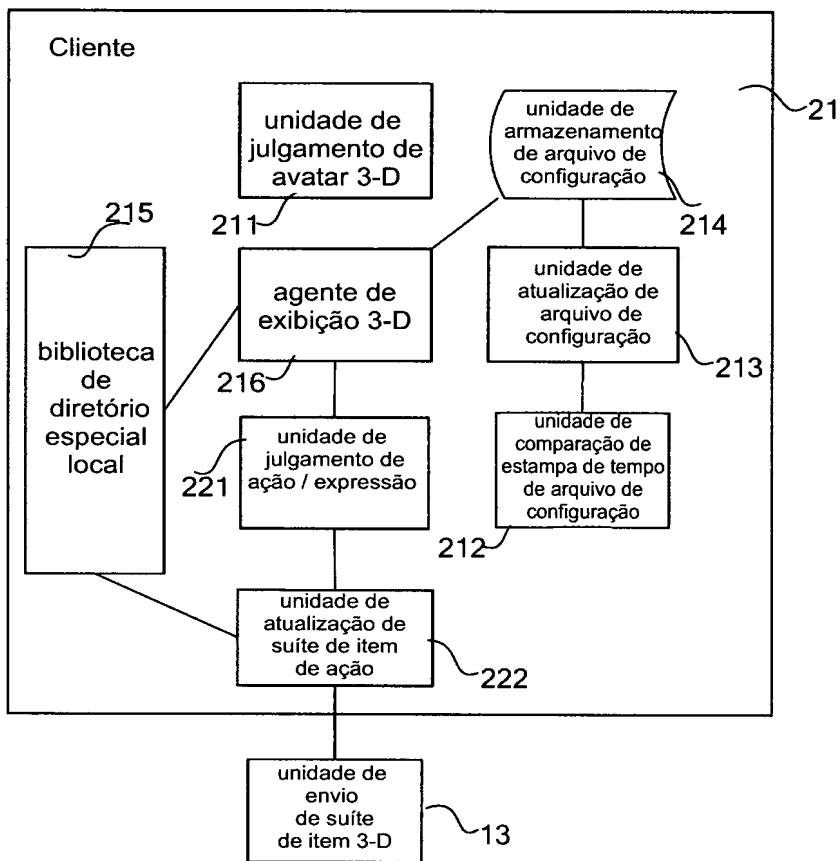 Cliente
21
unidade de
julgamento de
avatar 3-D
211
unidade de
armazenamento
de arquivo de
configuração
214
215
biblioteca
de
diretório
especial
local
agente de
exibição 3-D
216
unidade de
atualização de
arquivo de
configuração
213
221
unidade de
julgamento de
ação / expressão
unidade de
comparação de
estampa de tempo
de arquivo de
configuração
212
unidade de
atualização de
suíte de item
de ação
222
unidade de
envio
de suíte
de item 3-D
13